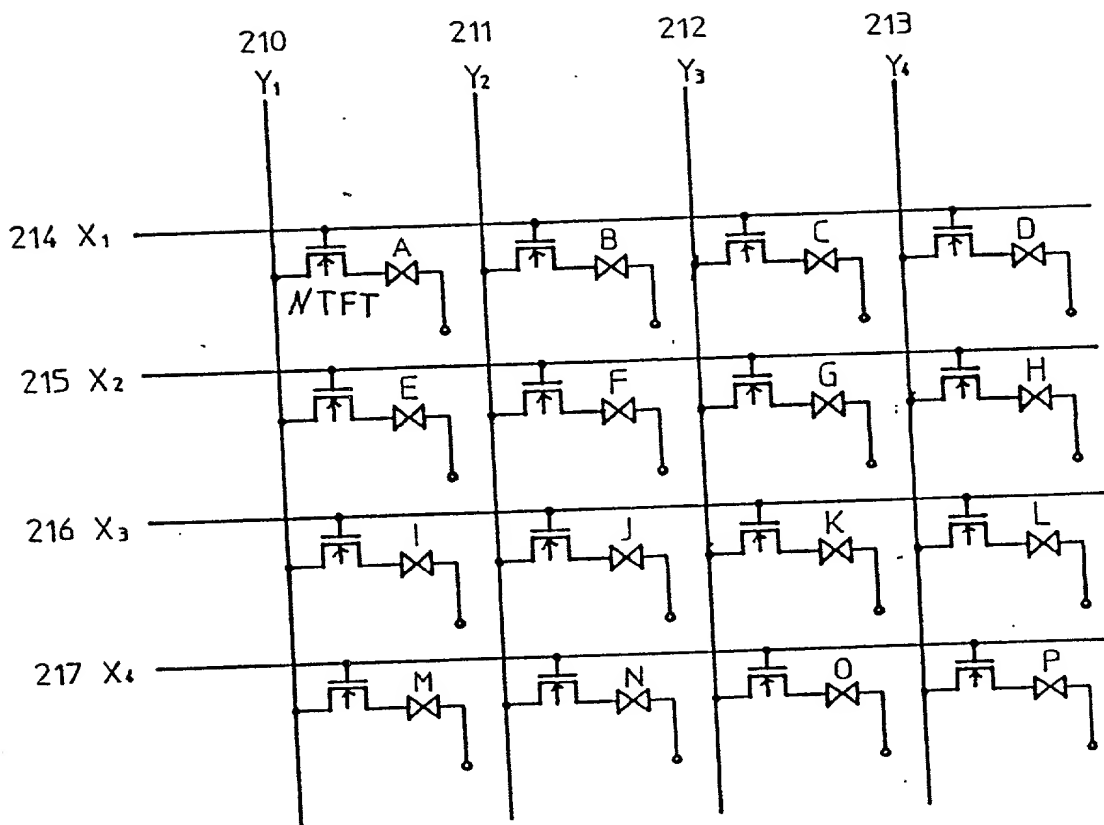 210 211 212 213
Y₁ Y₂ Y₃ Y₄
214 X₁
A B C D
NTFT
215 X₂
E F G H
216 X₃
I J K L
217 X₄
M N O P